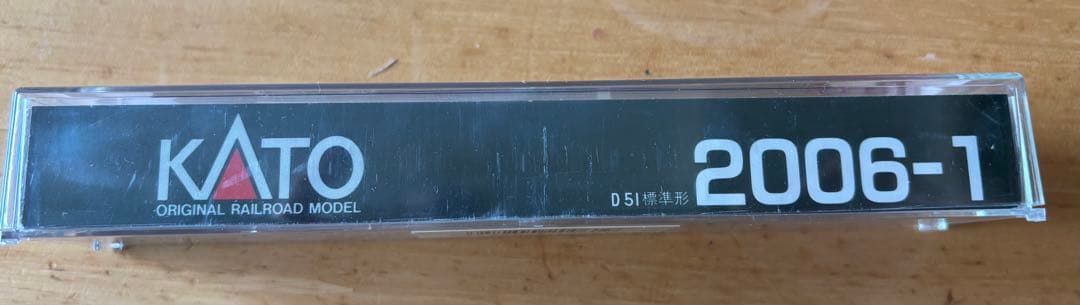 KATO
ORIGINAL RAILROAD MODEL
D51標準形 2006-1